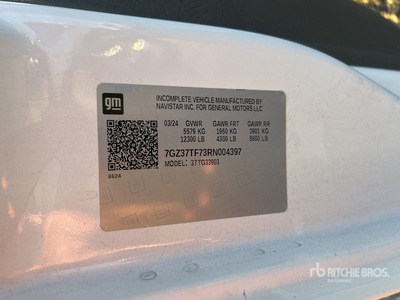 gm
INCOMPLETE VEHICLE MANUFACTURED BY
NAVISTAR INC. FOR GENERAL MOTORS LLC
03/24 GVWR GAWR FRT GAWR RR
5579 KG 1950 KG 3901 KG
12300 LB 4300 LB 8600 LB
7GZ37TF73RN004397
MODEL: 37TG33903
0624
rb RITCHIE BROS.